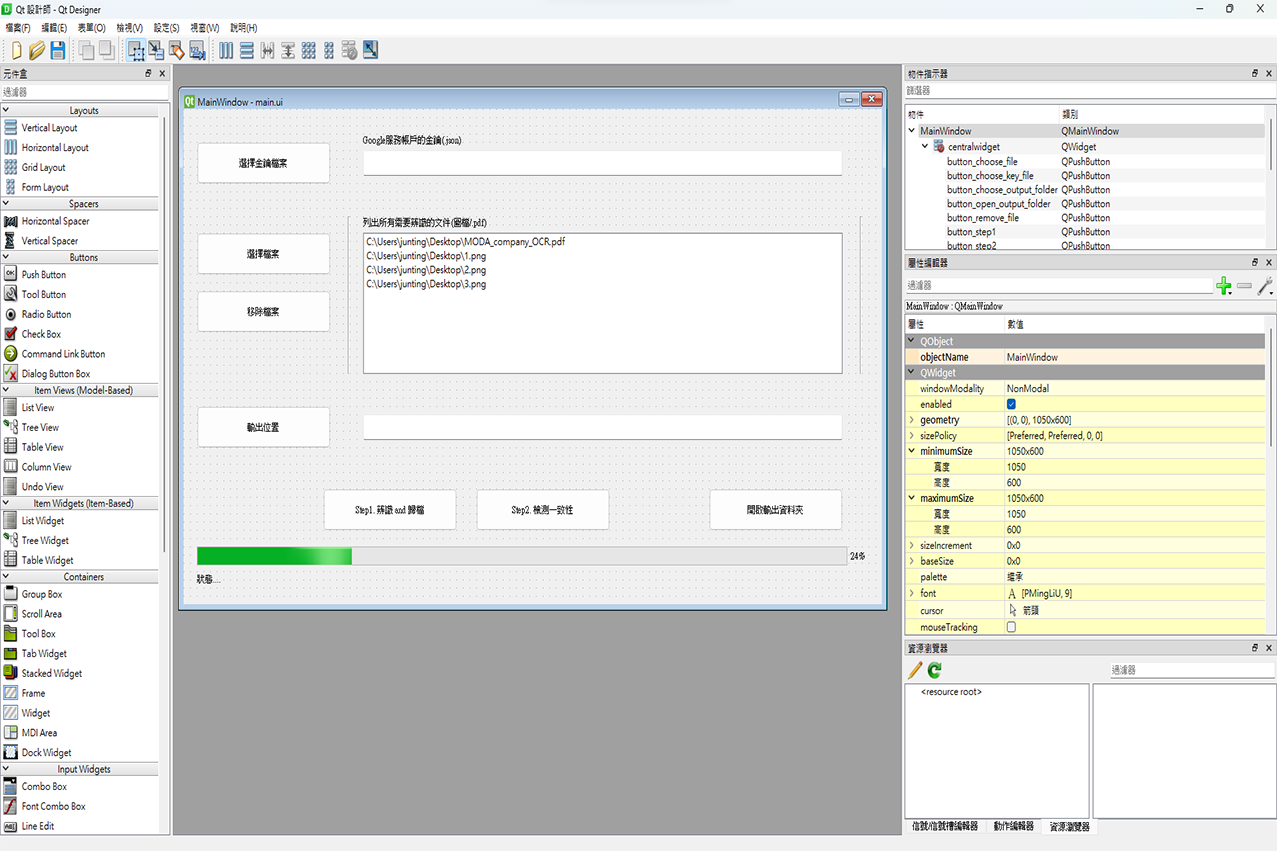 Qt 設計師 - Qt Designer
檔案(F) 編輯(E) 表單(O) 檢視(V) 設定(S) 視窗(W) 說明(H)
元件盒
過濾器
Layouts
Vertical Layout
Horizontal Layout
Grid Layout
Form Layout
Spacers
Horizontal Spacer
Vertical Spacer
Buttons
Push Button
Tool Button
Radio Button
Check Box
Command Link Button
Dialog Button Box
Item Views (Model-Based)
List View
Tree View
Table View
Column View
Undo View
Item Widgets (Item-Based)
List Widget
Tree Widget
Table Widget
Containers
Group Box
Scroll Area
Tool Box
Tab Widget
Stacked Widget
Frame
Widget
MDI Area
Dock Widget
Input Widgets
Combo Box
Font Combo Box
Line Edit
MainWindow - main.ui
Google服務帳戶的金鑰(.json)
選擇金鑰檔案
列出所有需要辨識的文件(圖檔/.pdf)
C:\Users\junting\Desktop\MODA_company_OCR.pdf
C:\Users\junting\Desktop\1.png
C:\Users\junting\Desktop\2.png
C:\Users\junting\Desktop\3.png
選擇檔案
移除檔案
輸出位置
Step1. 辨識 and 歸檔
Step2. 檢測一致性
開啟輸出資料夾
24%
狀態....
物件指示器
篩選器
物件 類別
MainWindow QMainWindow
centralwidget QWidget
button_choose_file QPushButton
button_choose_key_file QPushButton
button_choose_output_folder QPushButton
button_open_output_folder QPushButton
button_remove_file QPushButton
button_step1 QPushButton
button_step2 QPushButton
屬性編輯器
過濾器
MainWindow : QMainWindow
屬性 數值
QObject
objectName MainWindow
QWidget
windowModality NonModal
enabled
geometry [(0, 0), 1050x600]
sizePolicy [Preferred, Preferred, 0, 0]
minimumSize 1050x600
寬度 1050
高度 600
maximumSize 1050x600
寬度 1050
高度 600
sizeIncrement 0x0
baseSize 0x0
palette 繼承
font A [PMingLiU, 9]
cursor 箭頭
mouseTracking
資源瀏覽器
過濾器
<resource root>
信號/信號槽編輯器 動作編輯器 資源瀏覽器